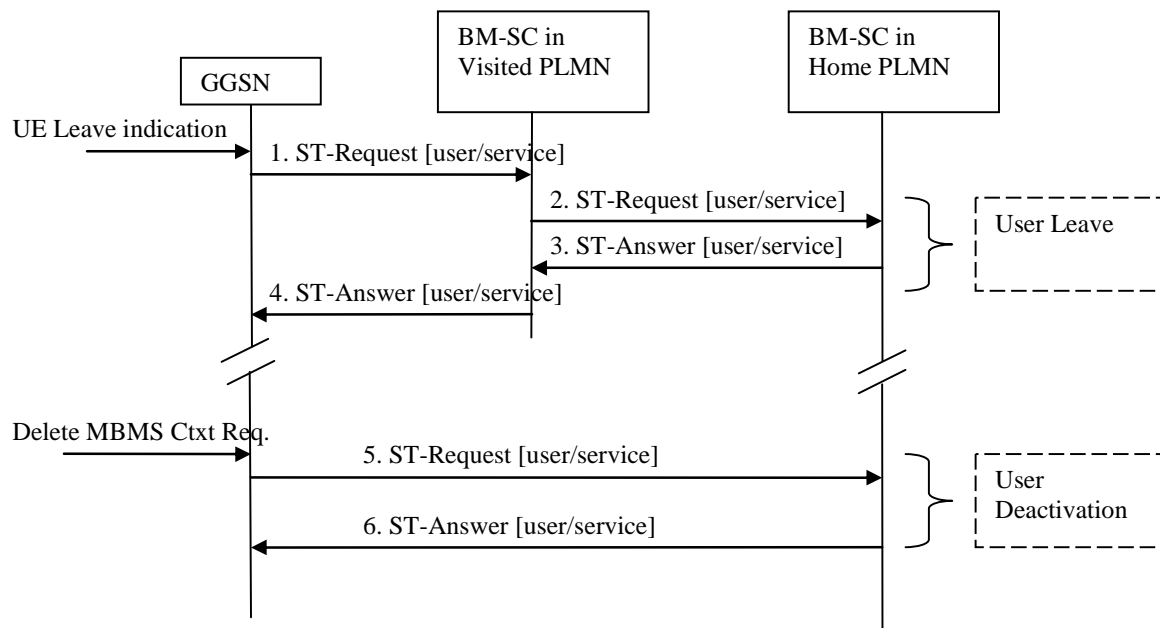 BM-SC in
Visited PLMN
BM-SC in
Home PLMN
GGSN
UE Leave indication
1. ST-Request [user/service]
2. ST-Request [user/service]
3. ST-Answer [user/service]
4. ST-Answer [user/service]
User Leave
Delete MBMS Ctxt Req.
5. ST-Request [user/service]
6. ST-Answer [user/service]
User
Deactivation